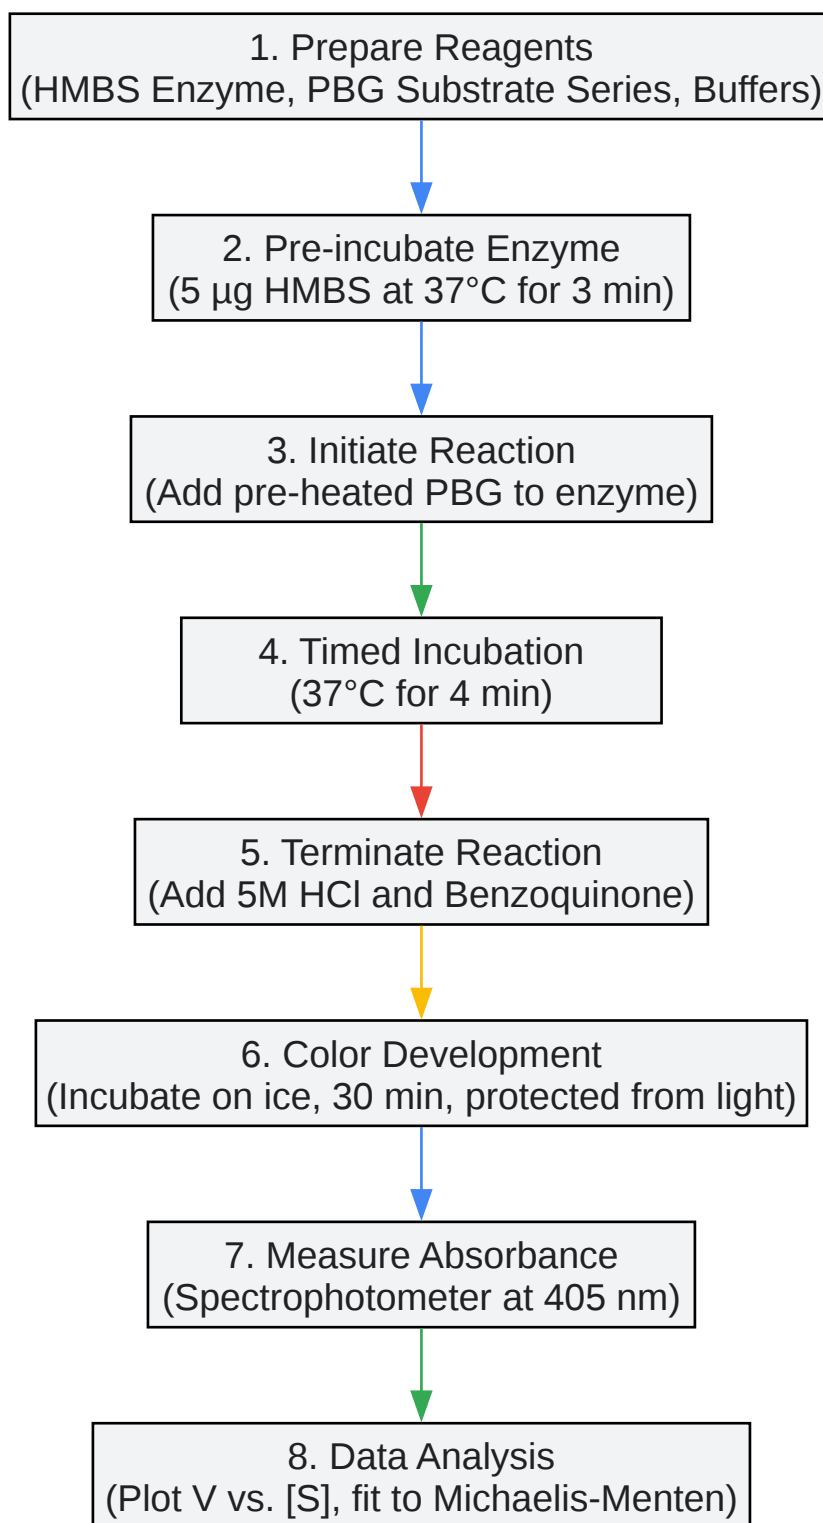 1. Prepare Reagents
(HMBS Enzyme, PBG Substrate Series, Buffers)
2. Pre-incubate Enzyme
(5 µg HMBS at 37°C for 3 min)
3. Initiate Reaction
(Add pre-heated PBG to enzyme)
4. Timed Incubation
(37°C for 4 min)
5. Terminate Reaction
(Add 5M HCl and Benzoquinone)
6. Color Development
(Incubate on ice, 30 min, protected from light)
7. Measure Absorbance
(Spectrophotometer at 405 nm)
8. Data Analysis
(Plot V vs. [S], fit to Michaelis-Menten)